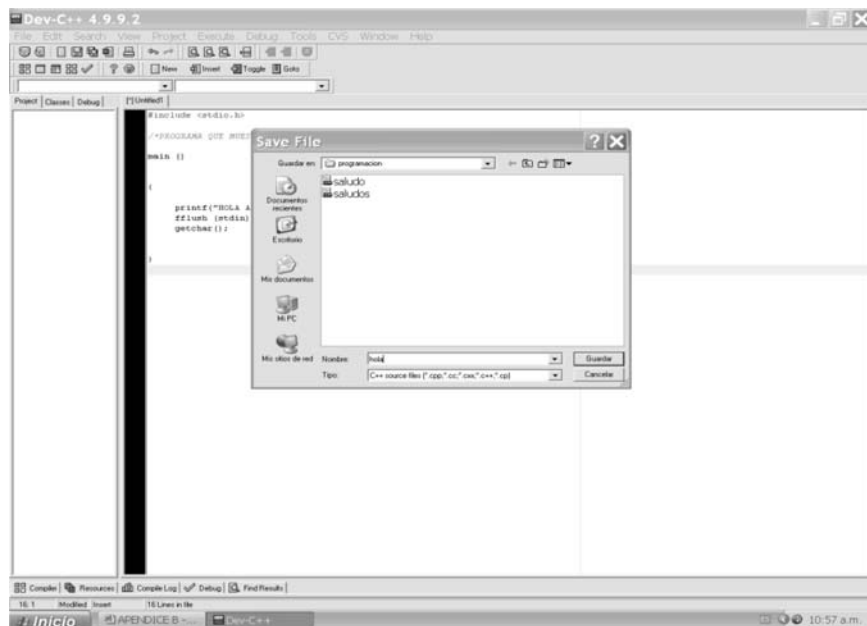 Dev-C++ 4.9.9.2
File Edit Search View Project Execute Debug Tools CVS Window Help
New Insert Toggle Goto
Project Classes Debug [*] Untitled1
#include <stdio.h>
/*PROGRAMA QUE
main ()
{
printf("HOLA A
fflush (stdin)
getchar();
}
Save File
Guardar en: programacion
saludo
saludos
Documentos recientes
Escritorio
Mis documentos
Mi PC
Mis sitios de red
Nombre: hola Guardar
Tipo: C++ source files (*.cpp;*.cc;*.cxx;*.c++;*.cp) Cancelar
Compiler Resources Compile Log Debug Find Results
16: 1 Modified Insert 16 Lines in file
Inicio APENDICE B -... Dev-C++ 10:57 a.m.